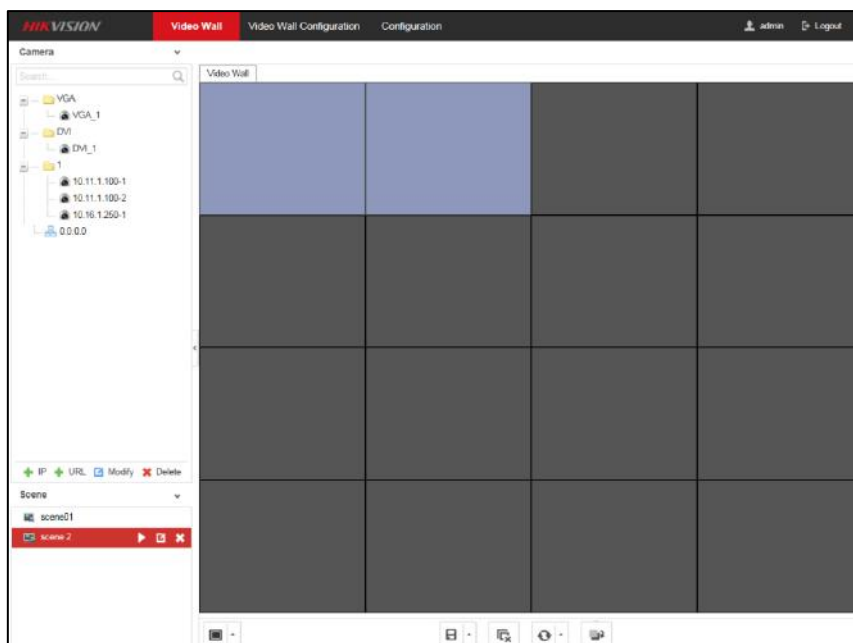 HIKVISION Video Wall Video Wall Configuration Configuration admin Logout
Camera
Search...
Video Wall
VGA
VGA_1
DVI
DVI_1
1
10.11.1.100-1
10.11.1.100-2
10.16.1.250-1
0.0.0.0
IP URL Modify Delete
Scene
scene01
scene 2